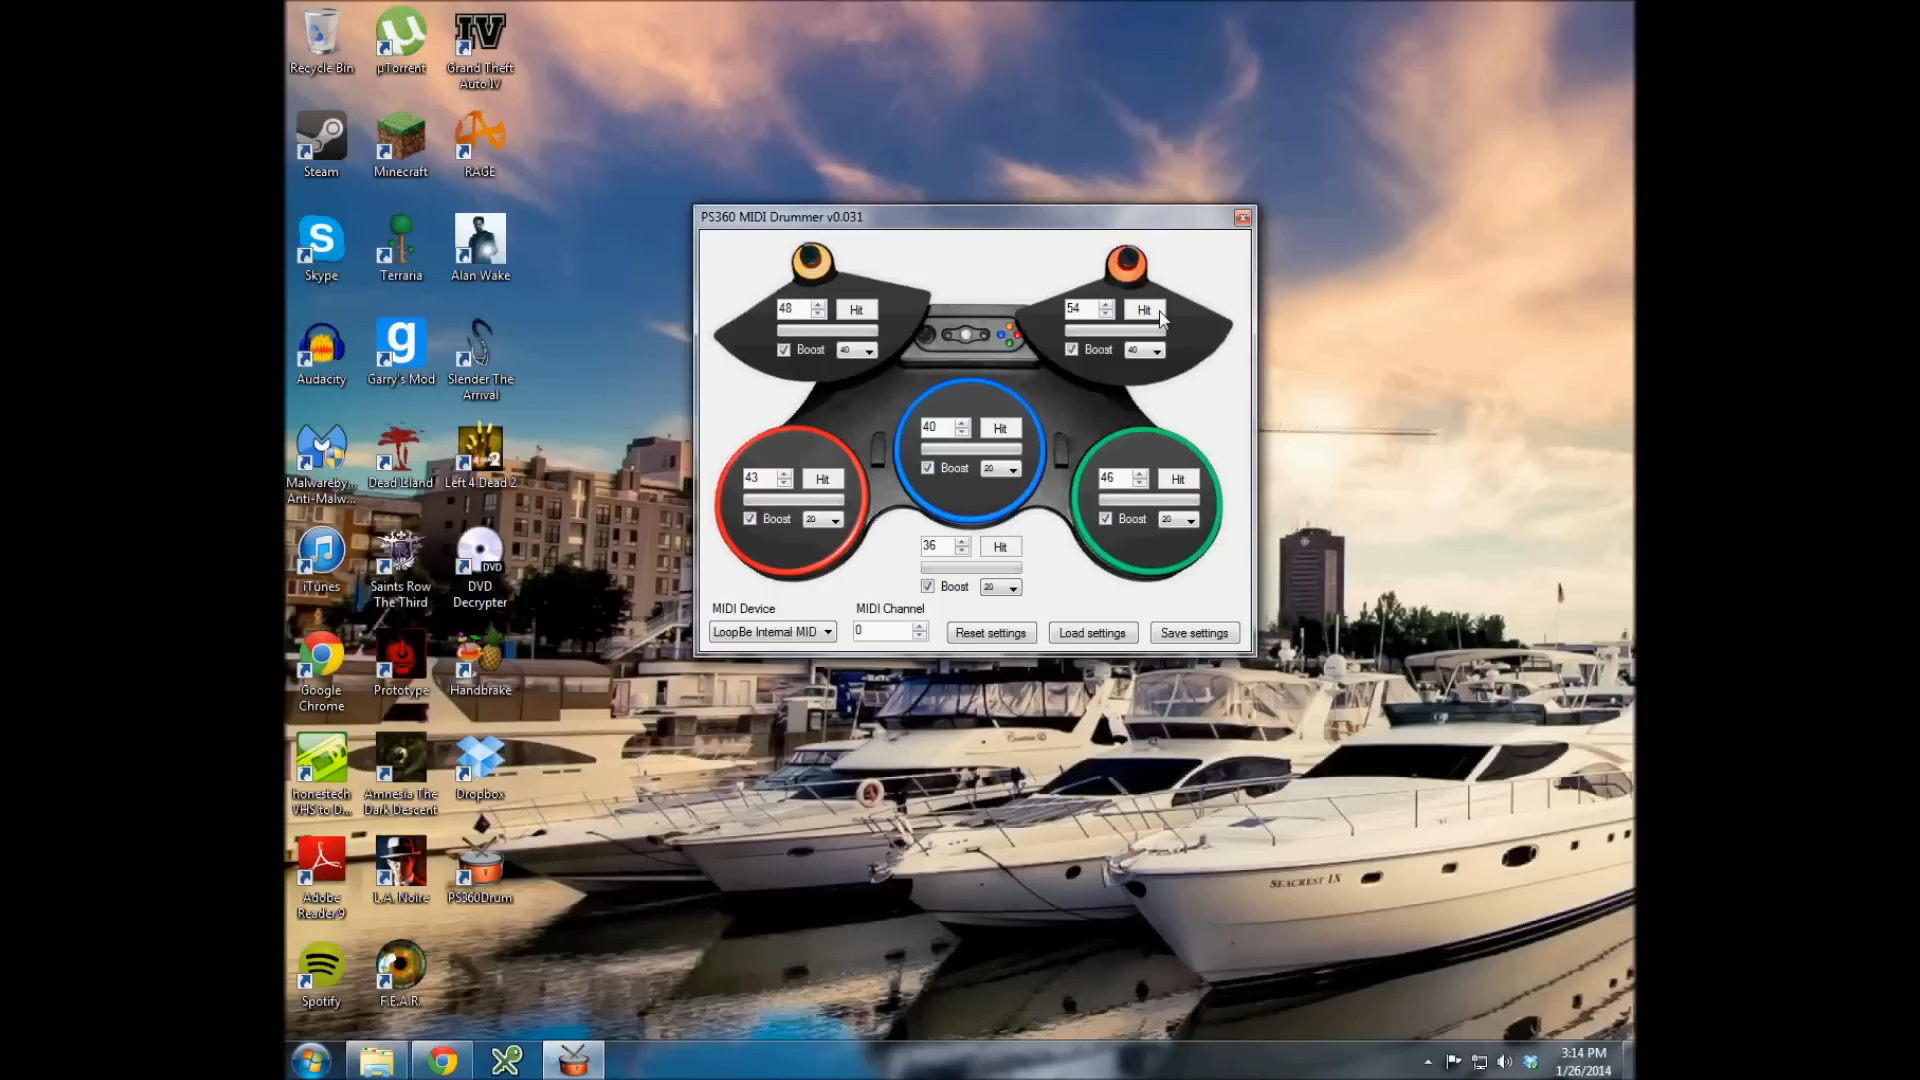 Recycle Bin
µTorrent
Grand Theft
Auto IV
Steam
Minecraft
RAGE
Skype
Terraria
Alan Wake
Audacity
Garry's Mod
Slender The
Arrival
Malwareby...
Anti-Malw...
Dead Island
Left 4 Dead 2
iTunes
Saints Row
The Third
DVD
DVD
Decrypter
Google
Chrome
Prototype
Handbrake
honestech
VHS to D...
Amnesia The
Dark Descent
Dropbox
Adobe
Reader 9
L.A. Noire
PS360Drum
Spotify
F.E.A.R.
PS360 MIDI Drummer v0.031
48
Hit
Boost
40
54
Hit
Boost
40
40
Hit
Boost
20
43
Hit
Boost
20
46
Hit
Boost
20
36
Hit
Boost
20
MIDI Device
MIDI Channel
LoopBe Internal MID
0
Reset settings
Load settings
Save settings
SEACREST IX
3:14 PM
1/26/2014